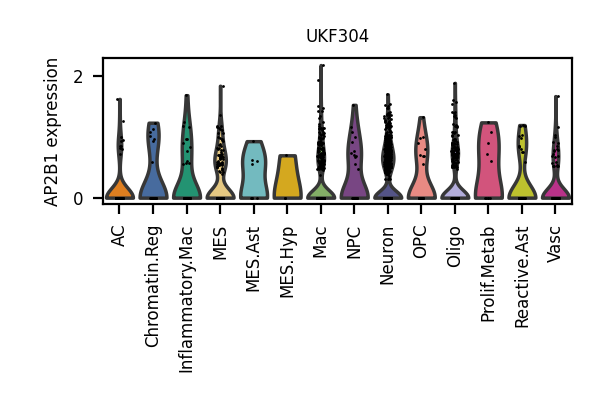 UKF304
AP2B1 expression
2
0
AC
Chromatin.Reg
Inflammatory.Mac
MES
MES.Ast
MES.Hyp
Mac
NPC
Neuron
OPC
Oligo
Prolif.Metab
Reactive.Ast
Vasc